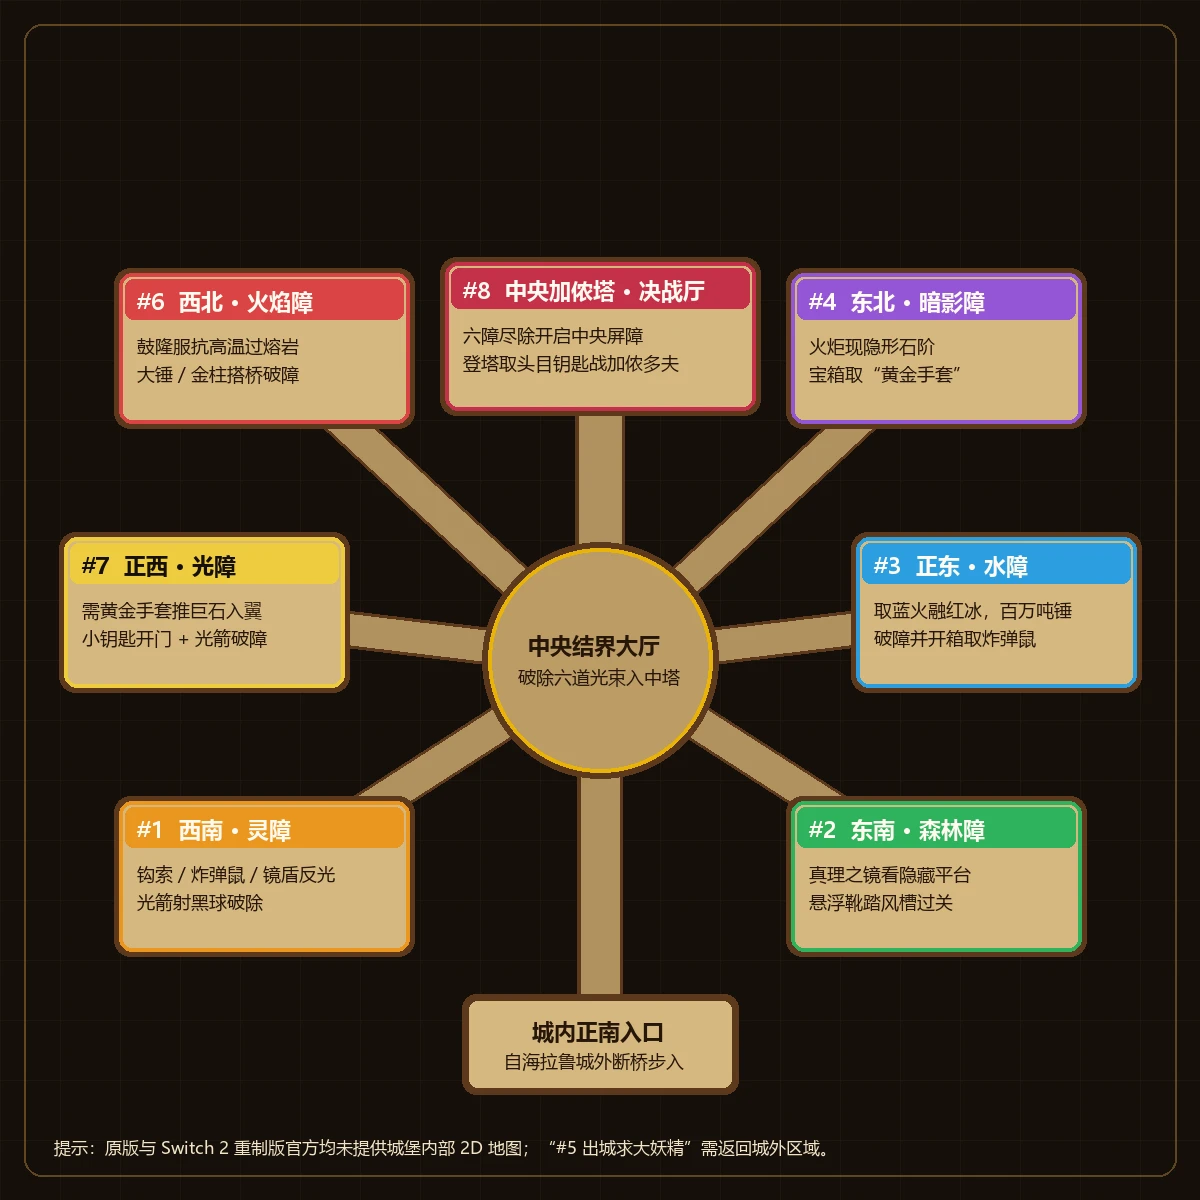 #6 西北·火焰障
鼓隆服抗高温过熔岩
大锤 / 金柱搭桥破障
#8 中央加侬塔·决战厅
六障尽除开启中央屏障
登塔取头目钥匙战加侬多夫
#4 东北·暗影障
火炬现隐形石阶
宝箱取“黄金手套”
#7 正西·光障
需黄金手套推巨石入翼
小钥匙开门 + 光箭破障
中央结界大厅
破除六道光束入中塔
#3 正东·水障
取蓝火融红冰，百万吨锤
破障并开箱取炸弹鼠
#1 西南·灵障
钩索 / 炸弹鼠 / 镜盾反光
光箭射黑球破除
#2 东南·森林障
真理之镜看隐藏平台
悬浮靴踏风槽过关
城内正南入口
自海拉鲁城外断桥步入
提示：原版与 Switch 2 重制版官方均未提供城堡内部 2D 地图；“#5 出城求大妖精”需返回城外区域。